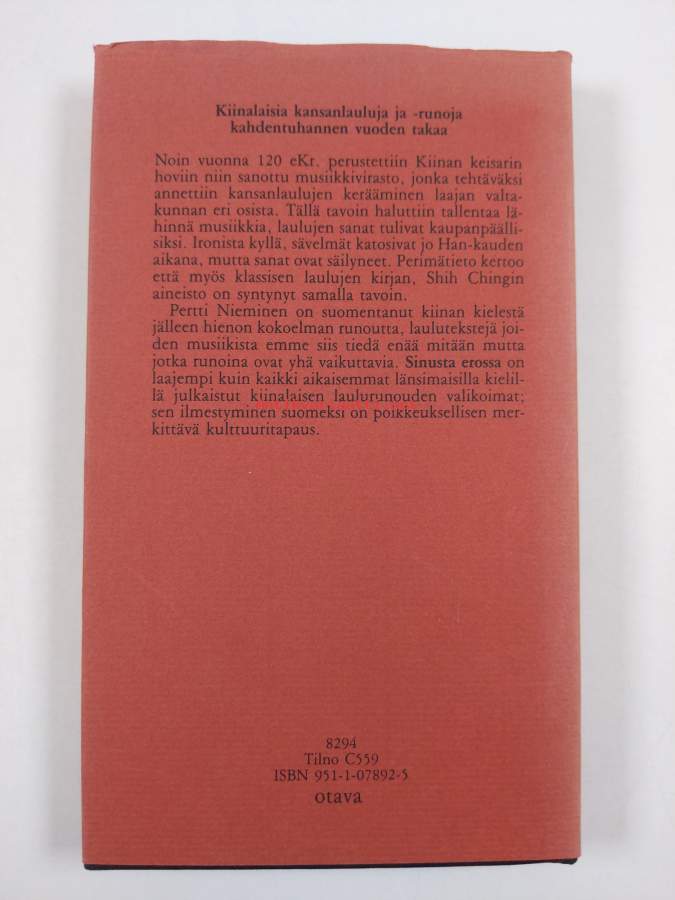 Kiinalaisia kansanlauluja ja -runoja
kahdentuhannen vuoden takaa
Noin vuonna 120 eKr. perustettiin Kiinan keisarin
hoviin niin sanottu musiikkivirasto, jonka tehtäväksi
annettiin kansanlaulujen kerääminen laajan valta-
kunnan eri osista. Tällä tavoin haluttiin tallentaa lä-
hinnä musiikkia, laulujen sanat tulivat kaupanpäälli-
siksi. Ironista kyllä, sävelmät katosivat jo Han-kauden
aikana, mutta sanat ovat säilyneet. Perimätieto kertoo
että myös klassisen laulujen kirjan, Shih Chingin
aineisto on syntynyt samalla tavoin.
Pertti Nieminen on suomentanut kiinan kielestä
jälleen hienon kokoelman runoutta, laulutekstejä joi-
den musiikista emme siis tiedä enää mitään mutta
jotka runoina ovat yhä vaikuttavia. Sinusta erossa on
laajempi kuin kaikki aikaisemmat länsimaisilla kielil-
lä julkaistut kiinalaisen laulurunouden valikoimat;
sen ilmestyminen suomeksi on poikkeuksellisen mer-
kittävä kulttuuritapaus.
8294
Tilno C559
ISBN 951-1-07892-5
otava